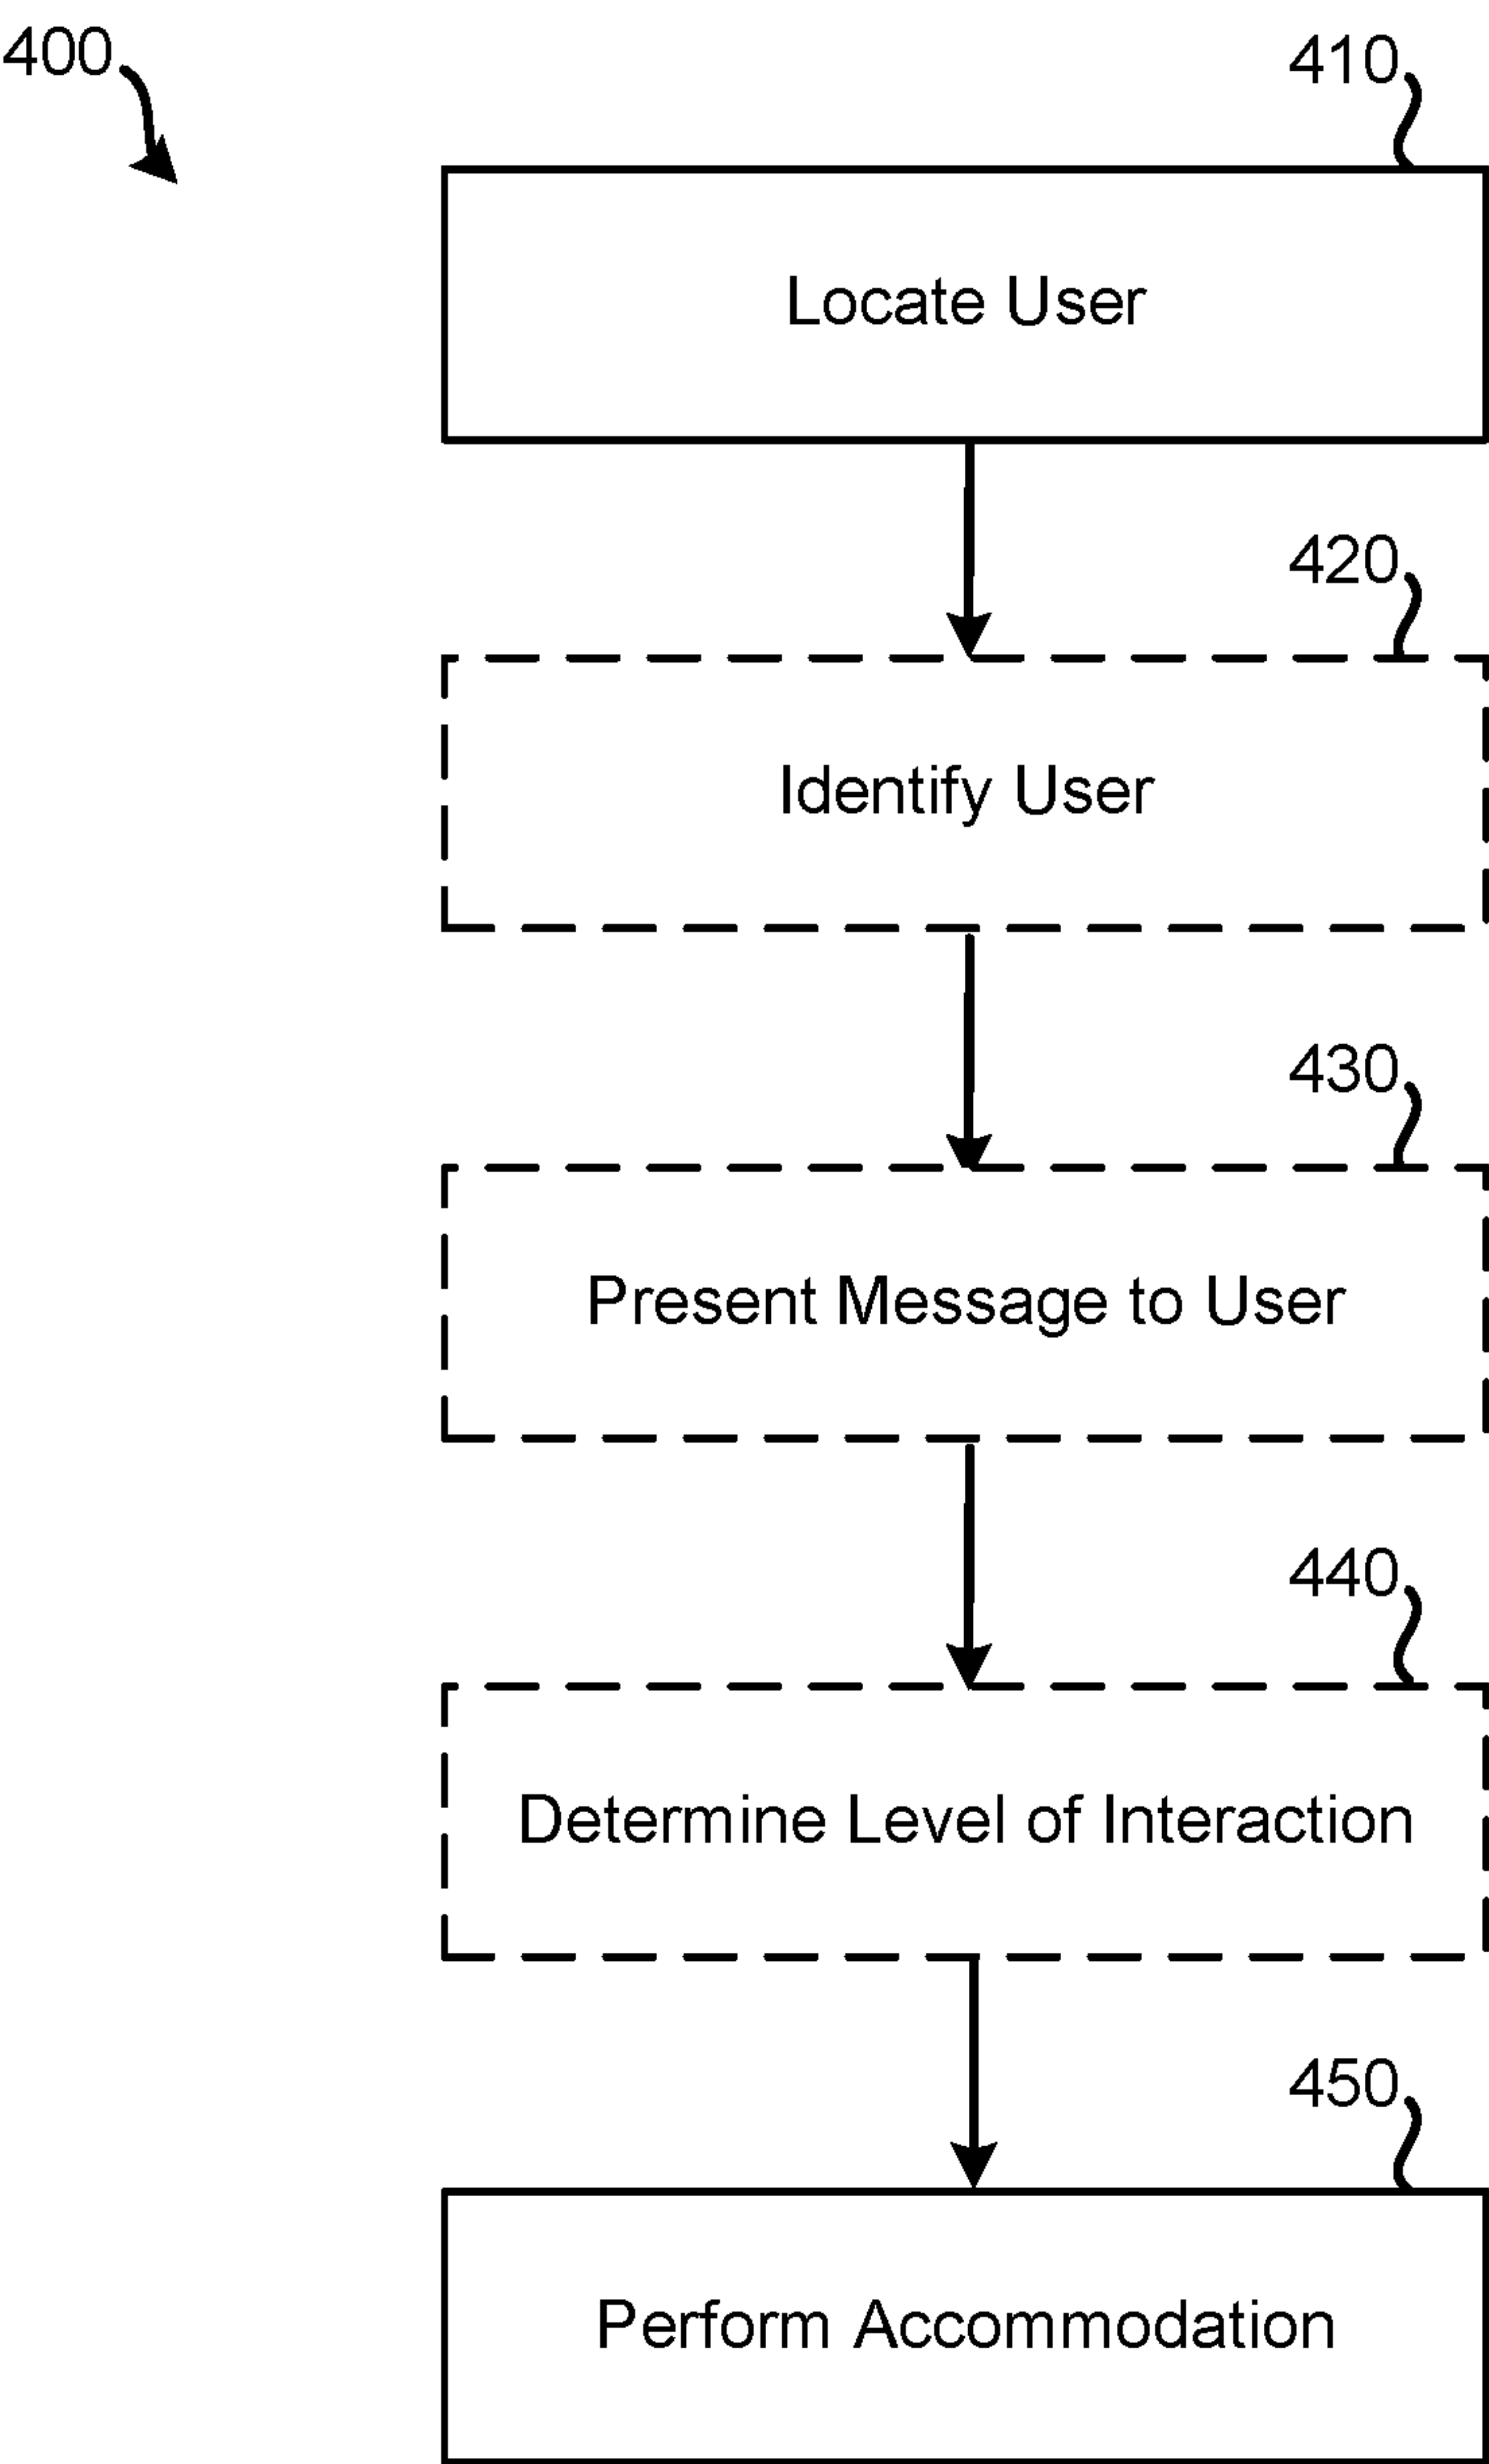 400
410
Locate User
420
Identify User
430
Present Message to User
440
Determine Level of Interaction
450
Perform Accommodation